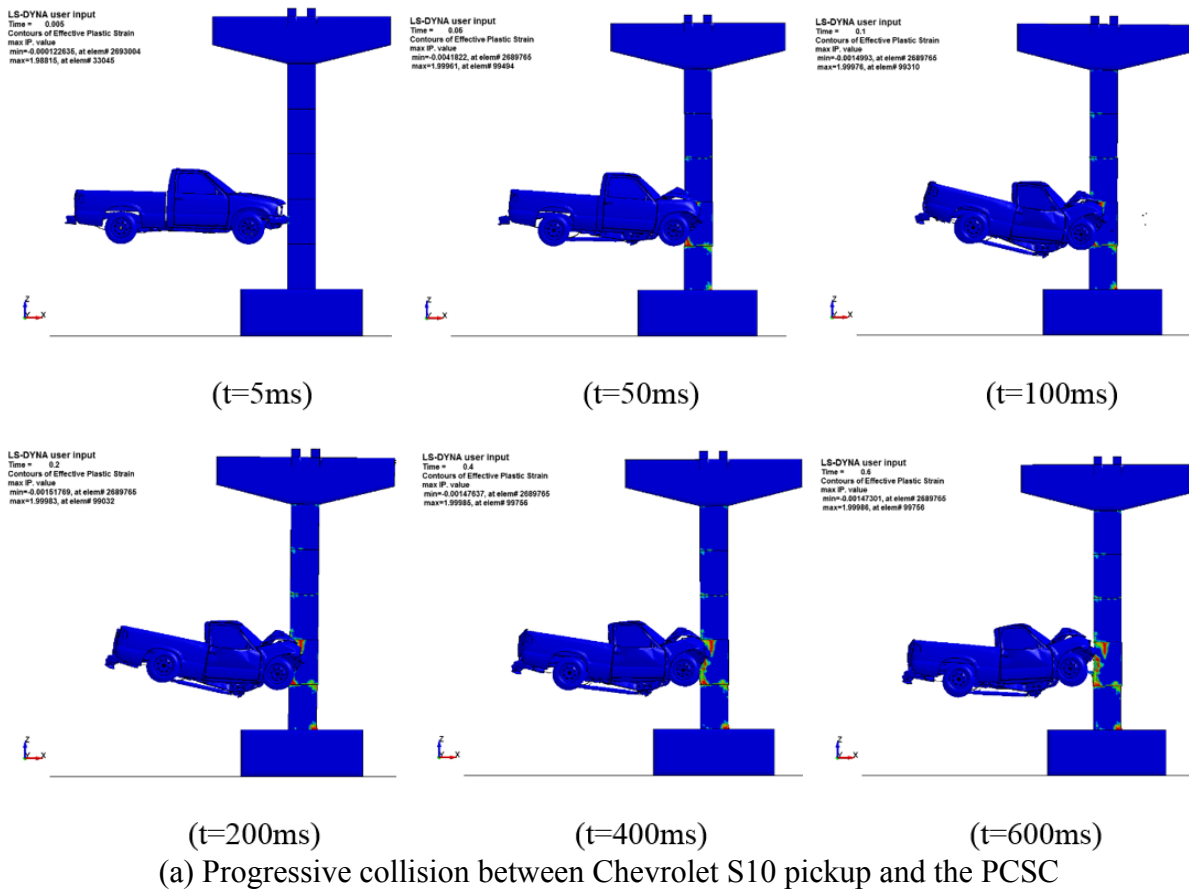 LS-DYNA user input
Time = 0.005
Contours of Effective Plastic Strain
max IP. value
min=-0.000122635, at elem# 2693004
max=1.98815, at elem# 33045
Z
Y X
(t=5ms)
LS-DYNA user input
Time = 0.05
Contours of Effective Plastic Strain
max IP. value
min=-0.0041822, at elem# 2689765
max=1.99961, at elem# 99494
Z
Y X
(t=50ms)
LS-DYNA user input
Time = 0.1
Contours of Effective Plastic Strain
max IP. value
min=-0.0014993, at elem# 2689765
max=1.99976, at elem# 99310
Z
Y X
(t=100ms)
LS-DYNA user input
Time = 0.2
Contours of Effective Plastic Strain
max IP. value
min=-0.00151769, at elem# 2689765
max=1.99983, at elem# 99032
Z
Y X
(t=200ms)
LS-DYNA user input
Time = 0.4
Contours of Effective Plastic Strain
max IP. value
min=-0.00147637, at elem# 2689765
max=1.99985, at elem# 99756
Z
Y X
(t=400ms)
LS-DYNA user input
Time = 0.6
Contours of Effective Plastic Strain
max IP. value
min=-0.00147301, at elem# 2689765
max=1.99986, at elem# 99756
Z
Y X
(t=600ms)
(a) Progressive collision between Chevrolet S10 pickup and the PCSC